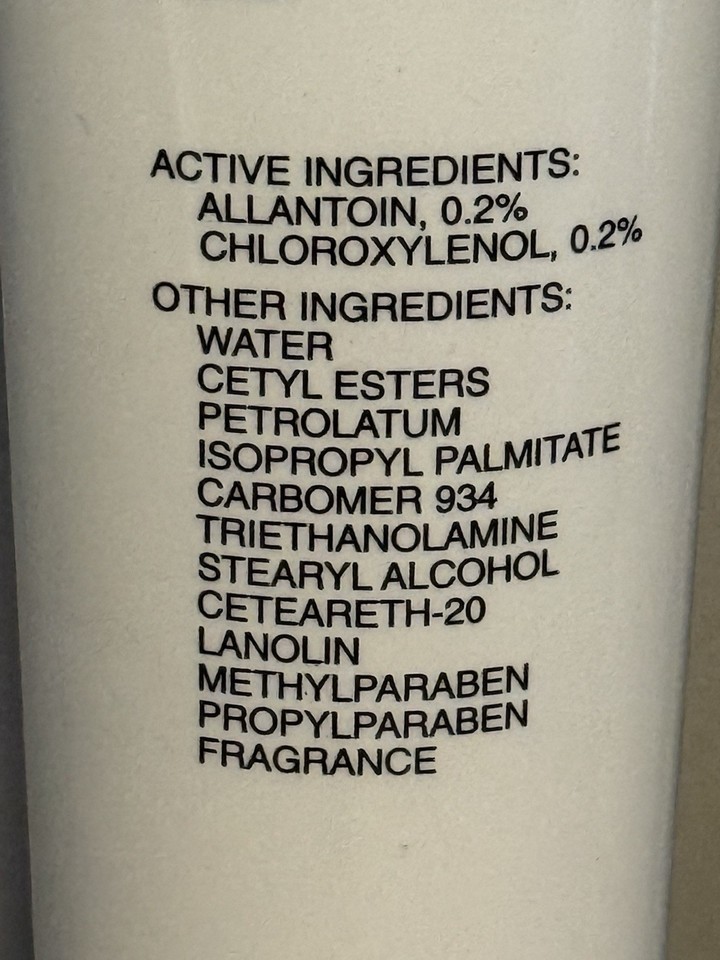 ACTIVE INGREDIENTS:
ALLANTOIN, 0.2%
CHLOROXYLENOL, 0.2%
OTHER INGREDIENTS:
WATER
CETYL ESTERS
PETROLATUM
ISOPROPYL PALMITATE
CARBOMER 934
TRIETHANOLAMINE
STEARYL ALCOHOL
CETEARETH-20
LANOLIN
METHYLPARABEN
PROPYLPARABEN
FRAGRANCE